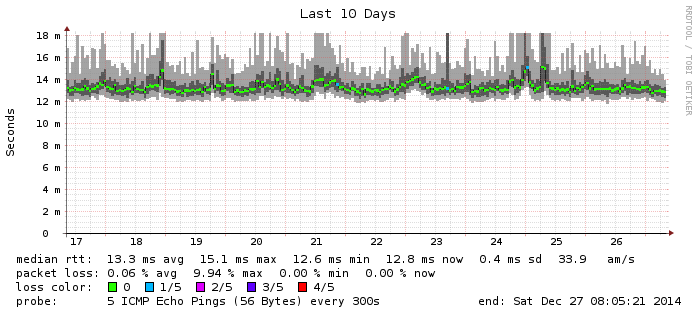 Last 10 Days
RRDTOOL / TOBI OETIKER
Seconds
18 m
16 m
14 m
12 m
10 m
8 m
6 m
4 m
2 m
0
17 18 19 20 21 22 23 24 25 26
median rtt: 13.3 ms avg 15.1 ms max 12.6 ms min 12.8 ms now 0.4 ms sd 33.9 am/s
packet loss: 0.06 % avg 9.94 % max 0.00 % min 0.00 % now
loss color: 0 1/5 2/5 3/5 4/5
probe: 5 ICMP Echo Pings (56 Bytes) every 300s end: Sat Dec 27 08:05:21 2014